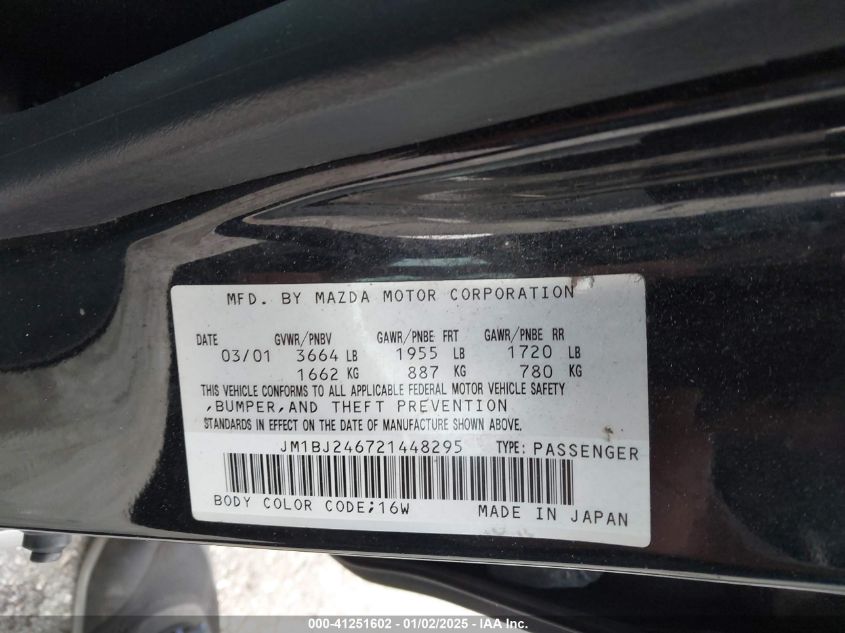 MFD. BY MAZDA MOTOR CORPORATION
DATE GVWR/PNBV GAWR/PNBE FRT GAWR/PNBE RR
03/01 3664 LB 1955 LB 1720 LB
1662 KG 887 KG 780 KG
THIS VEHICLE CONFORMS TO ALL APPLICABLE FEDERAL MOTOR VEHICLE SAFETY
,BUMPER,AND THEFT PREVENTION
STANDARDS IN EFFECT ON THE DATE OF MANUFACTURE SHOWN ABOVE.
JM1BJ246721448295 TYPE: PASSENGER
BODY COLOR CODE;16W MADE IN JAPAN
000-41251602 - 01/02/2025 - IAA Inc.